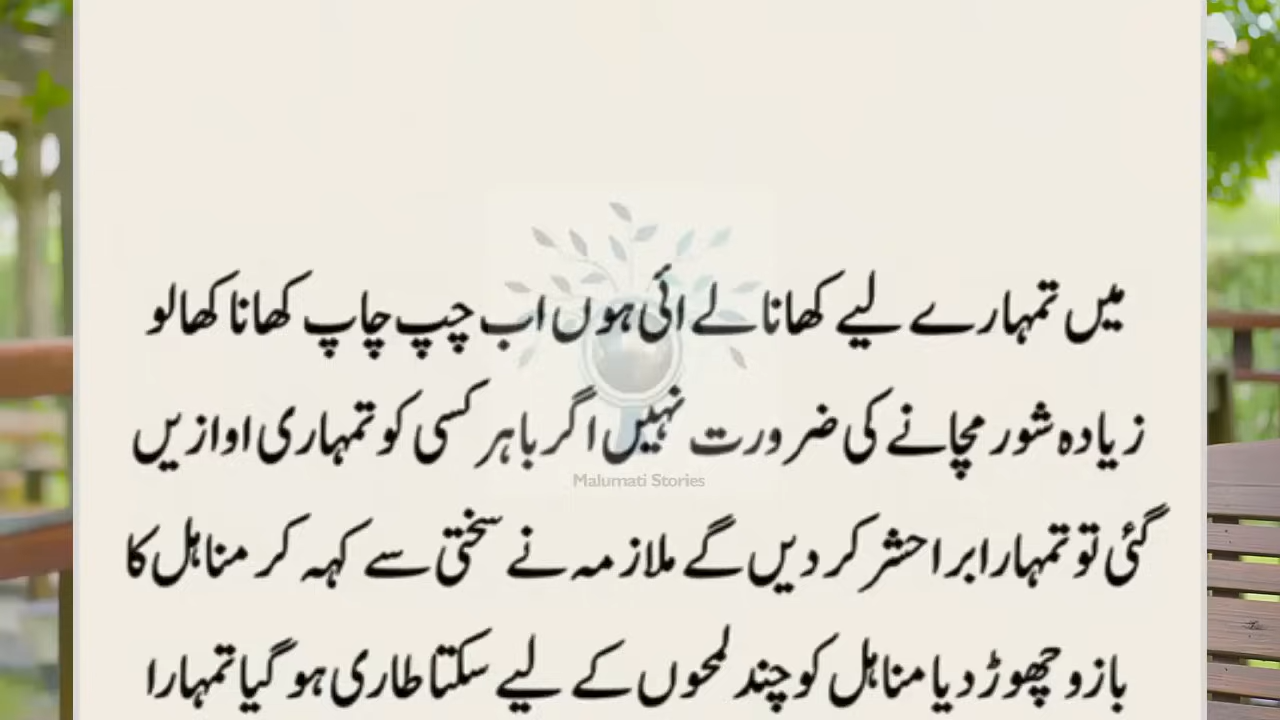 میں تمہارے لیے کھانا لے ائی ہوں اب چپ چاپ کھانا کھا لو
زیادہ شور مچانے کی ضرورت نہیں اگر باہر کسی کو تمہاری اوازیں
گئی تو تمہارا برا حشر کر دیں گے ملازمہ نے سختی سے کہہ کر مناہل کا
بازو چھوڑ دیا مناہل کو چند لمحوں کے لیے سکتا طاری ہو گیا تمہارا
Malumati Stories